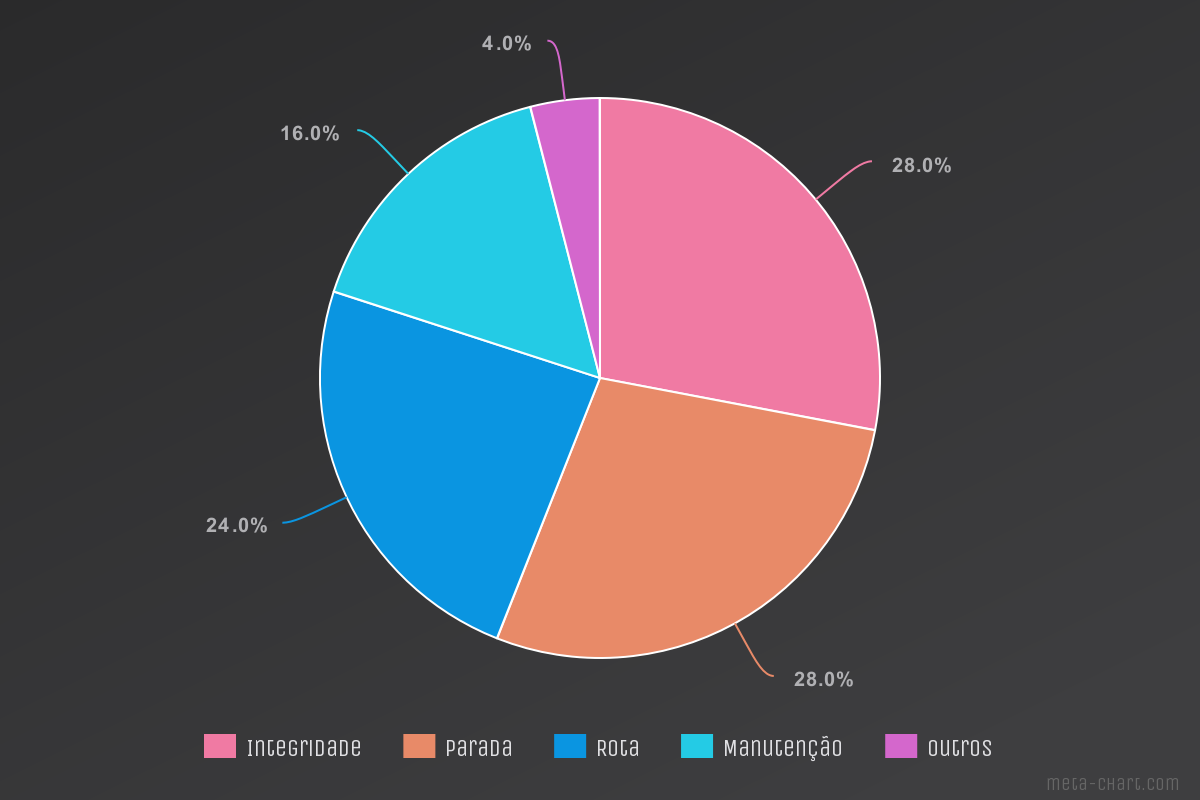 4.0%
16.0%
28.0%
24.0%
28.0%
Integridade Parada Rota Manutenção Outros
meta-chart.com